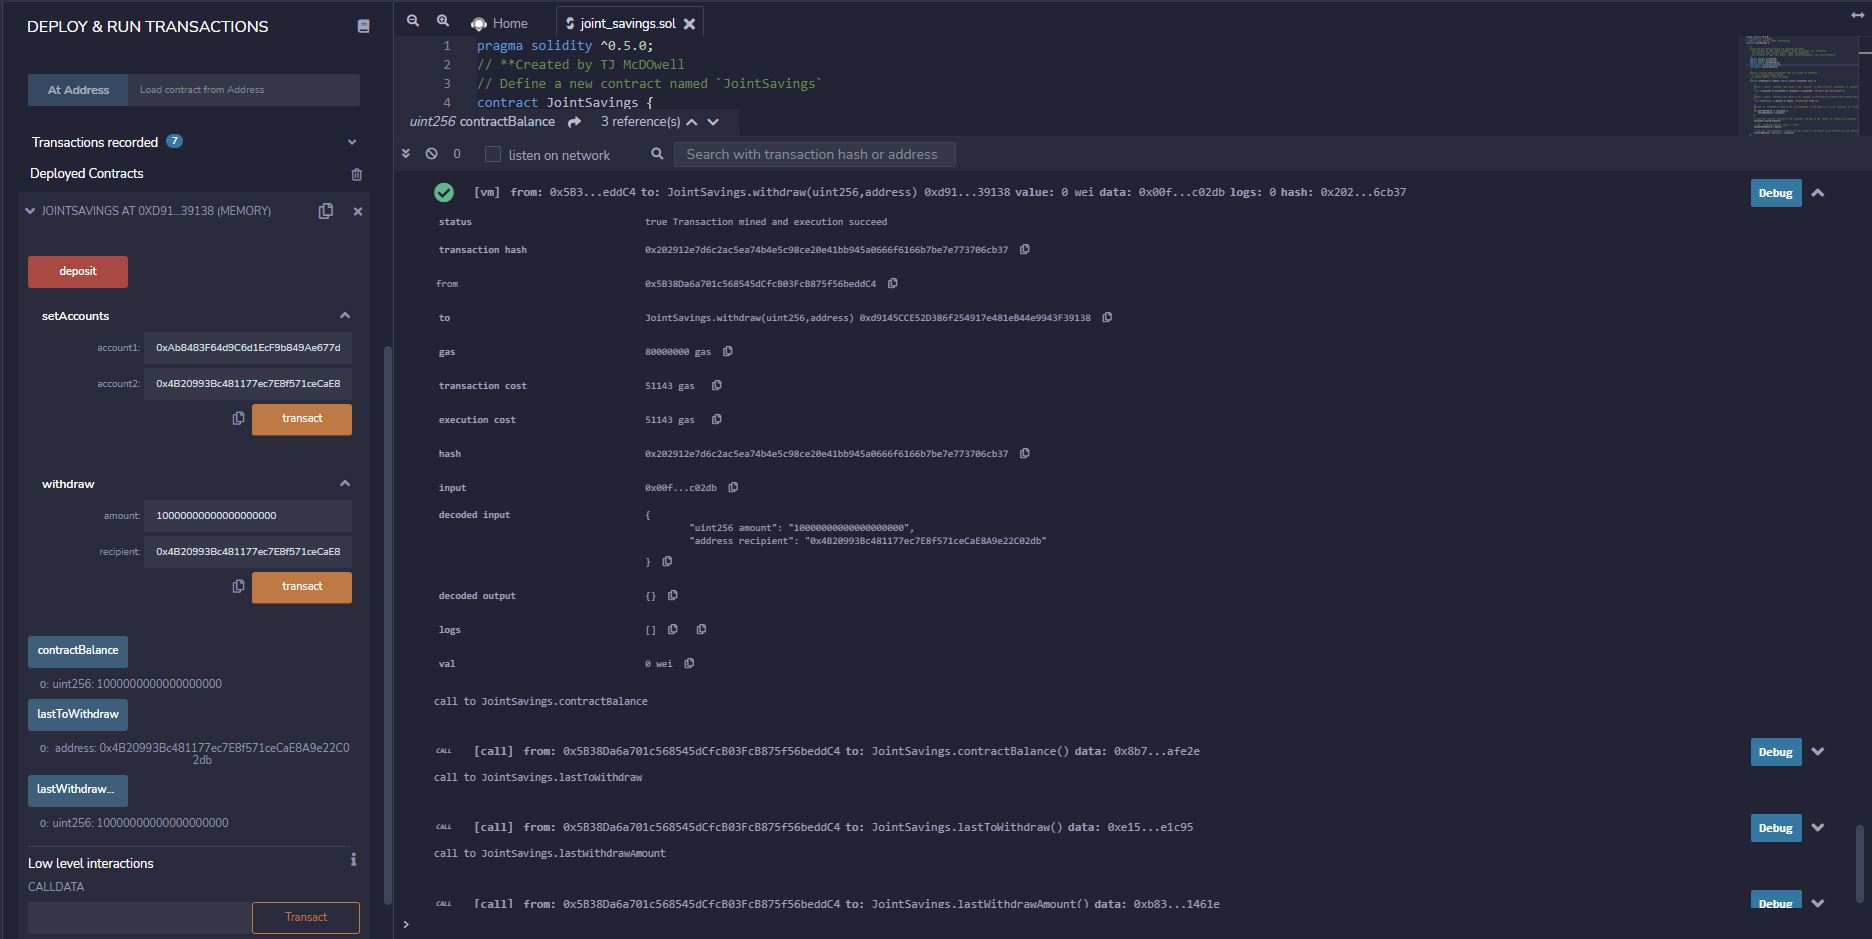 DEPLOY & RUN TRANSACTIONS
At Address
Load contract from Address
Transactions recorded 7
Deployed Contracts
JOINTSAVINGS AT 0XD91...39138 (MEMORY)
deposit
setAccounts
account1: 0xAb8483F64d9C6d1EcF9b849Ae677d
account2: 0x4B20993Bc481177ec7E8f571ceCaE8
transact
withdraw
amount: 10000000000000000000
recipient: 0x4B20993Bc481177ec7E8f571ceCaE8
transact
contractBalance
0: uint256: 1000000000000000000
lastToWithdraw
0: address: 0x4B20993Bc481177ec7E8f571ceCaE8A9e22C0
2db
lastWithdraw...
0: uint256: 10000000000000000000
Low level interactions
CALLDATA
Transact
Home
joint_savings.sol
1 pragma solidity ^0.5.0;
2 // **Created by TJ McDOwell
3 // Define a new contract named `JointSavings`
4 contract JointSavings {
uint256 contractBalance 3 reference(s)
0 listen on network Search with transaction hash or address
[vm] from: 0x5B3...eddC4 to: JointSavings.withdraw(uint256,address) 0xd91...39138 value: 0 wei data: 0x00f...c02db logs: 0 hash: 0x202...6cb37
Debug
status true Transaction mined and execution succeed
transaction hash 0x202912e7d6c2ac5ea74b4e5c98ce20e41bb945a0666f6166b7be7e773706cb37
from 0x5B38Da6a701c568545dCfcB03FcB875f56beddC4
to JointSavings.withdraw(uint256,address) 0xd9145CCE52D386f254917e481eB44e9943F39138
gas 80000000 gas
transaction cost 51143 gas
execution cost 51143 gas
hash 0x202912e7d6c2ac5ea74b4e5c98ce20e41bb945a0666f6166b7be7e773706cb37
input 0x00f...c02db
decoded input {
"uint256 amount": "10000000000000000000",
"address recipient": "0x4B20993Bc481177ec7E8f571ceCaE8A9e22C02db"
}
decoded output {}
logs []
val 0 wei
call to JointSavings.contractBalance
CALL [call] from: 0x5B38Da6a701c568545dCfcB03FcB875f56beddC4 to: JointSavings.contractBalance() data: 0x8b7...afe2e
Debug
call to JointSavings.lastToWithdraw
CALL [call] from: 0x5B38Da6a701c568545dCfcB03FcB875f56beddC4 to: JointSavings.lastToWithdraw() data: 0xe15...e1c95
Debug
call to JointSavings.lastWithdrawAmount
CALL [call] from: 0x5B38Da6a701c568545dCfcB03FcB875f56beddC4 to: JointSavings.lastWithdrawAmount() data: 0xb83...1461e
Debug
>